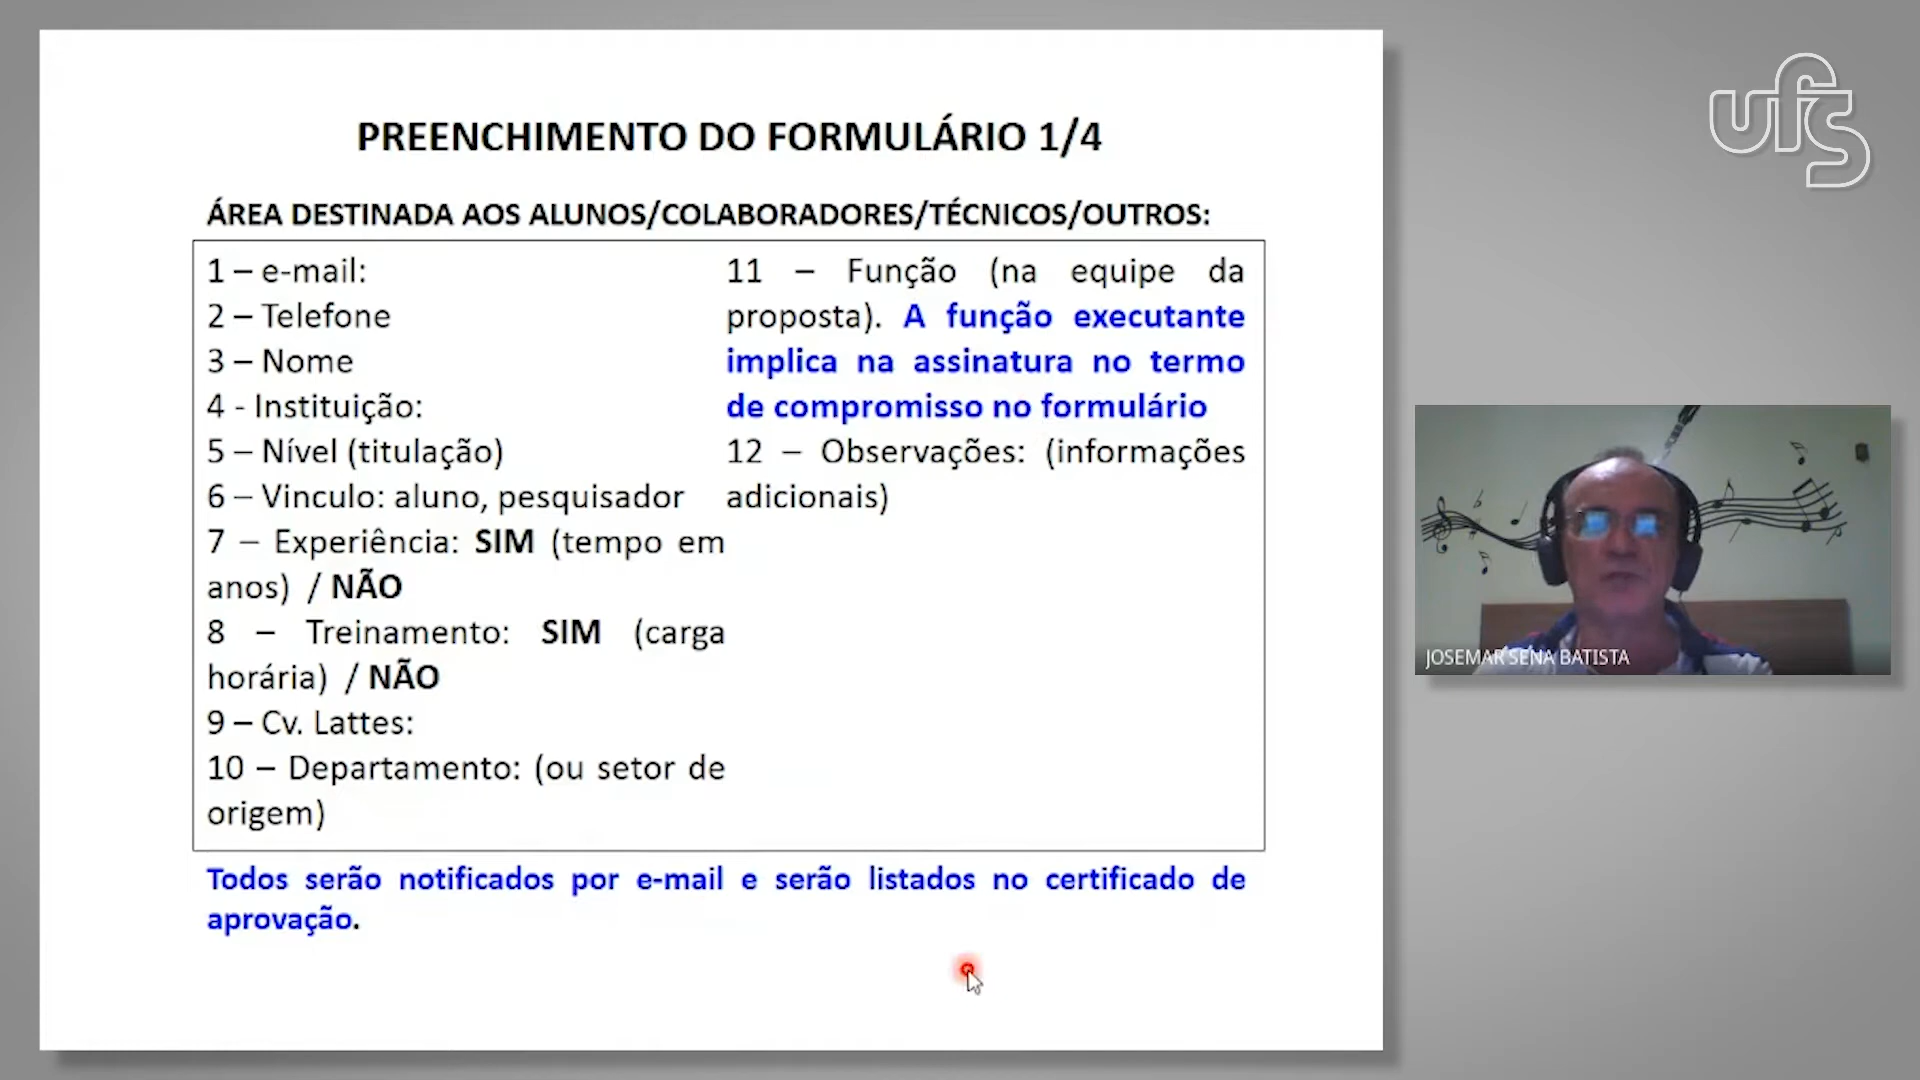 PREENCHIMENTO DO FORMULÁRIO 1/4
ÁREA DESTINADA AOS ALUNOS/COLABORADORES/TÉCNICOS/OUTROS:
1 – e-mail:
2 – Telefone
3 – Nome
4 - Instituição:
5 – Nível (titulação)
6 – Vinculo: aluno, pesquisador
7 – Experiência: SIM (tempo em
anos) / NÃO
8 – Treinamento: SIM (carga
horária) / NÃO
9 – Cv. Lattes:
10 – Departamento: (ou setor de
origem)
11 – Função (na equipe da
proposta). A função executante
implica na assinatura no termo
de compromisso no formulário
12 – Observações: (informações
adicionais)
Todos serão notificados por e-mail e serão listados no certificado de
aprovação.
ufs
JOSEMAR SENA BATISTA